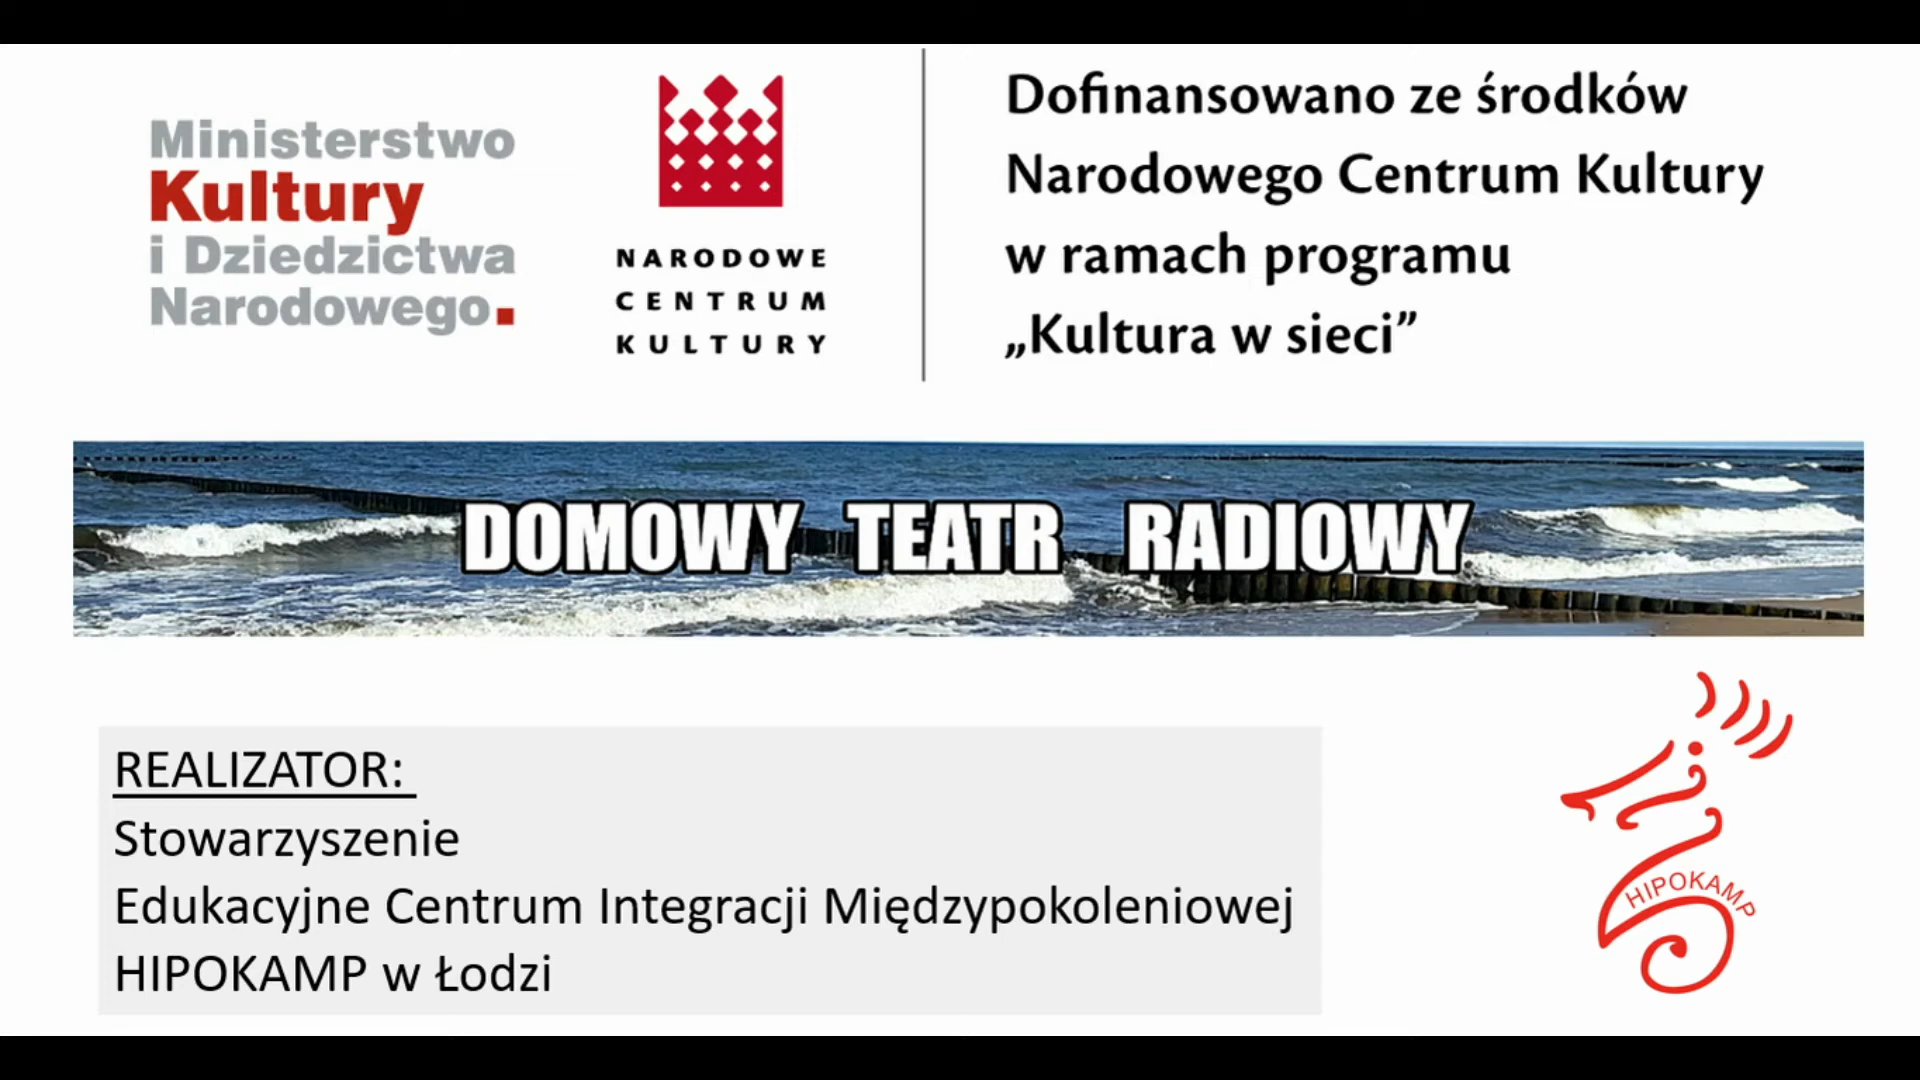 Ministerstwo
Kultury
i Dziedzictwa
Narodowego.
NARODOWE
CENTRUM
KULTURY
Dofinansowano ze środków
Narodowego Centrum Kultury
w ramach programu
„Kultura w sieci”
DOMOWY TEATR RADIOWY
REALIZATOR:
Stowarzyszenie
Edukacyjne Centrum Integracji Międzypokoleniowej
HIPOKAMP w Łodzi
HIPOKAMP